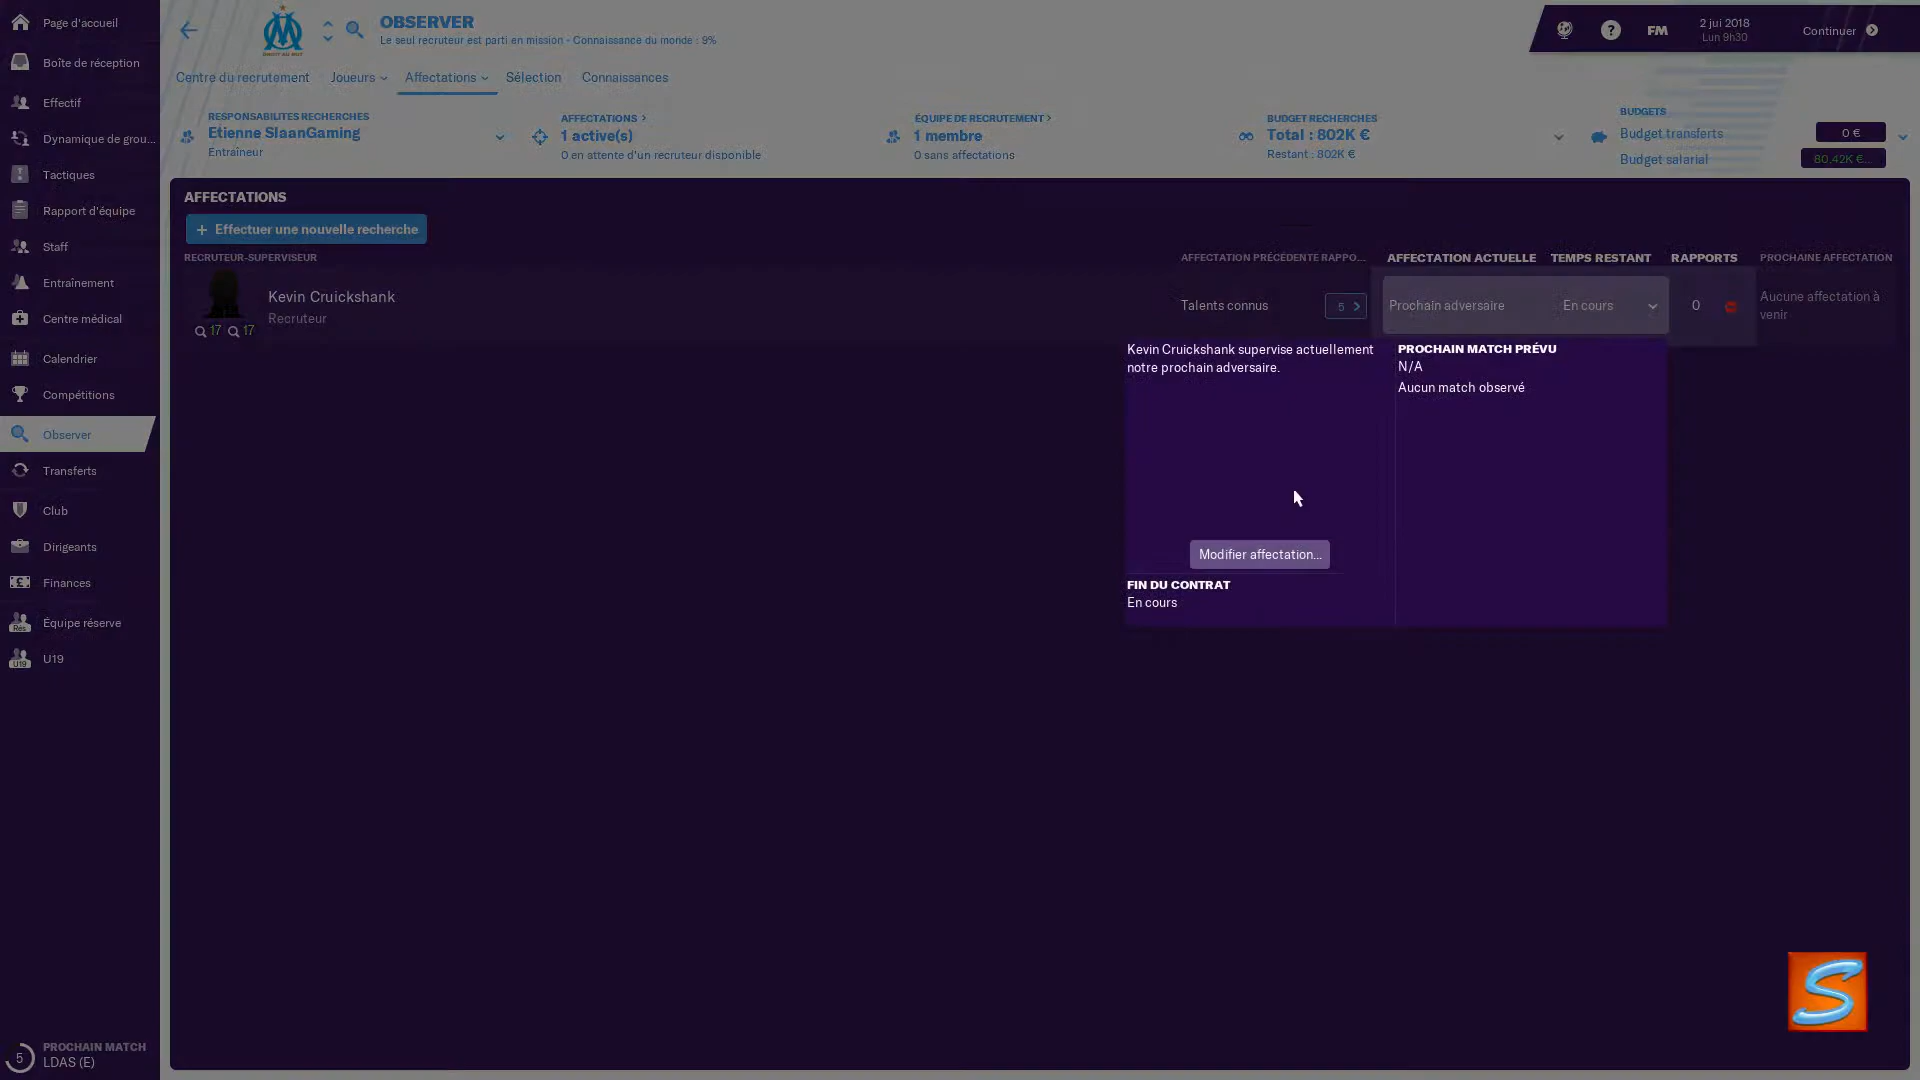 Page d'accueil
Boîte de réception
Effectif
Dynamique de grou...
Tactiques
Rapport d'équipe
Staff
Entraînement
Centre médical
Calendrier
Compétitions
Observer
Transferts
Club
Dirigeants
Finances
Équipe réserve
U19
PROCHAIN MATCH
5
LDAS (E)
OBSERVER
Le seul recruteur est parti en mission - Connaissance du monde : 9%
FM
2 jui 2018
Lun 9h30
Continuer
Centre du recrutement
Joueurs
Affectations
Sélection
Connaissances
RESPONSABILITES RECHERCHES
Etienne SlaanGaming
Entraîneur
AFFECTATIONS >
1 active(s)
0 en attente d'un recruteur disponible
ÉQUIPE DE RECRUTEMENT >
1 membre
0 sans affectations
BUDGET RECHERCHES
Total : 802K €
Restant : 802K €
BUDGETS
Budget transferts
0 €
Budget salarial
80.42K €...
AFFECTATIONS
+ Effectuer une nouvelle recherche
RECRUTEUR-SUPERVISEUR
AFFECTATION PRÉCÉDENTE RAPPO...
AFFECTATION ACTUELLE
TEMPS RESTANT
RAPPORTS
PROCHAINE AFFECTATION
Kevin Cruickshank
Recruteur
17
17
Talents connus
5 >
Prochain adversaire
En cours
0
Aucune affectation à
venir
Kevin Cruickshank supervise actuellement
notre prochain adversaire.
Modifier affectation...
FIN DU CONTRAT
En cours
PROCHAIN MATCH PRÉVU
N/A
Aucun match observé
S